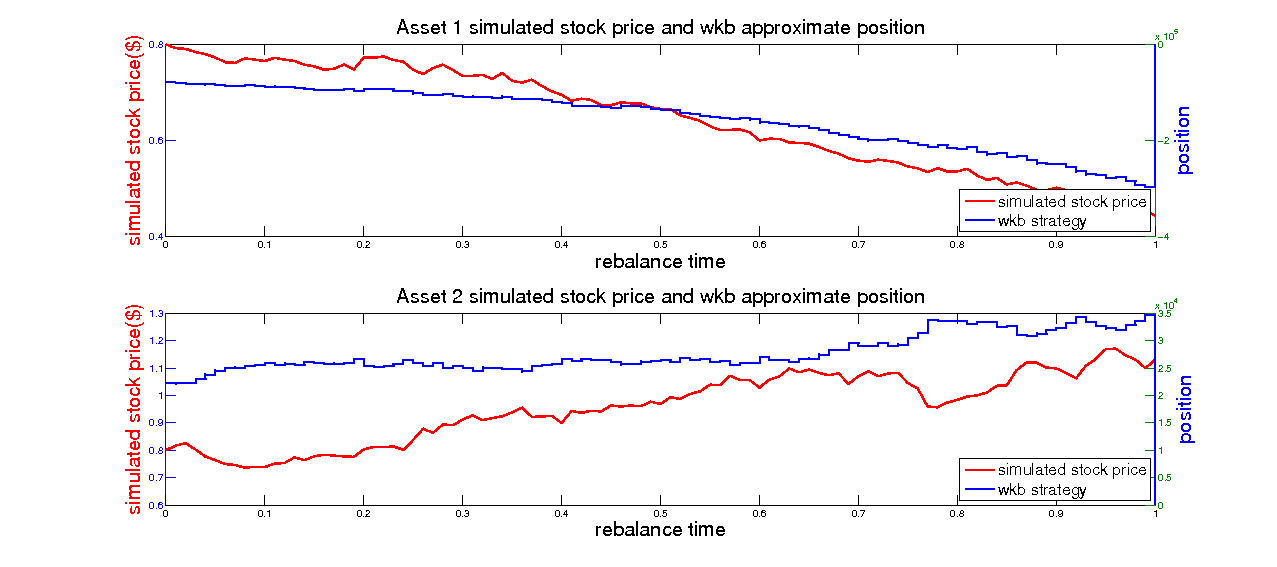 Asset 1 simulated stock price and wkb approximate position
x 10^5
0.8
0.6
0.4
simulated stock price($)
0
-2
-4
position
simulated stock price
wkb strategy
0 0.1 0.2 0.3 0.4 0.5 0.6 0.7 0.8 0.9 1
rebalance time
Asset 2 simulated stock price and wkb approximate position
x 10^4
1.3
1.2
1.1
1
0.9
0.8
0.7
0.6
simulated stock price($)
3.5
3
2.5
2
1.5
1
0.5
0
position
simulated stock price
wkb strategy
0 0.1 0.2 0.3 0.4 0.5 0.6 0.7 0.8 0.9 1
rebalance time